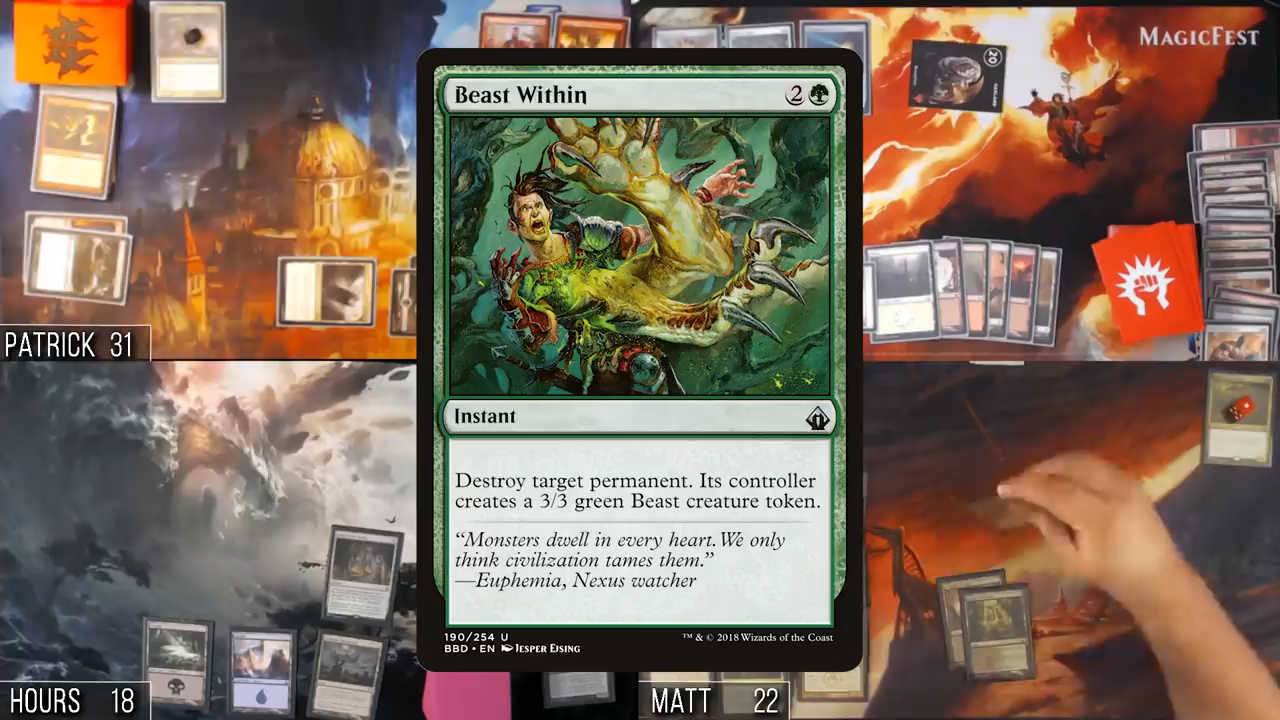 MAGICFEST
20
Beast Within
2
Instant
Destroy target permanent. Its controller
creates a 3/3 green Beast creature token.
“Monsters dwell in every heart. We only
think civilization tames them.”
—Euphemia, Nexus watcher
190/254 U
BBD • EN JESPER EISING
™ & © 2018 Wizards of the Coast
PATRICK 31
HOURS 18
MATT 22